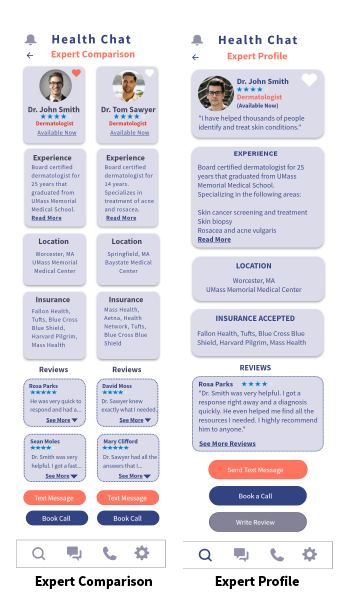 Health Chat
Expert Comparison
Dr. John Smith
Dermatologist
Available Now
Experience
Board certified
dermatologist for
25 years that
graduated from
UMass Memorial
Medical School.
Read More
Location
Worcester, MA
UMass Memorial
Medical Center
Insurance
Fallon Health,
Tufts, Blue Cross
Blue Shield,
Harvard Pilgrim,
Mass Health
Reviews
Rosa Parks
He was very quick to
respond and had a...
See More
Sean Moles
Dr. Smith was very
helpful. I got a fast...
See More
Text Message
Book Call
Dr. Tom Sawyer
Dermatologist
Available Now
Experience
Board certified
dermatologist for
14 years.
Specializes in
treatment of acne
and rosacea.
Read More
Location
Springfield, MA
Baystate Medical
Center
Insurance
Mass Health,
Aetna, Health
Network, Tufts,
Blue Cross Blue
Shield
Reviews
David Moss
Dr. Sawyer knew
exactly what I needed.
See More
Mary Clifford
Dr. Sawyer had all the
answers that I...
See More
Text Message
Book Call
Expert Comparison
Health Chat
Expert Profile
Dr. John Smith
Dermatologist
(Available Now)
"I have helped thousands of people
identify and treat skin conditions."
EXPERIENCE
Board certified dermatologist for 25
years that graduated from UMass
Memorial Medical School.
Specializing in the following areas:
Skin cancer screening and treatment
Skin biopsy
Rosacea and acne vulgaris
Read More
LOCATION
Worcester, MA
UMass Memorial Medical Center
INSURANCE ACCEPTED
Fallon Health, Tufts, Blue Cross Blue
Shield, Harvard Pilgrim, Mass Health
REVIEWS
Rosa Parks
"Dr. Smith was very helpful. I got a
response right away and a diagnosis
quickly. He even helped me find all the
resources I needed. I highly recommend
him to anyone."
See More Reviews
Send Text Message
Book a Call
Write Review
Expert Profile